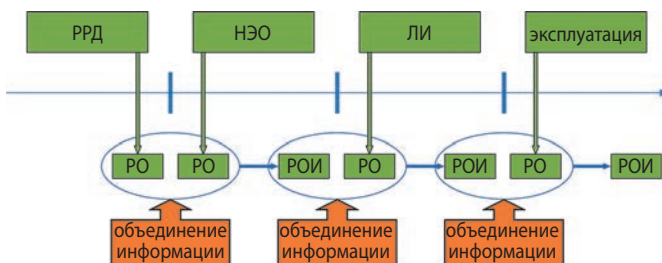 РРД
НЭО
ЛИ
эксплуатация
РО
РО
РОИ
РО
РОИ
РО
РОИ
объединение
информации
объединение
информации
объединение
информации